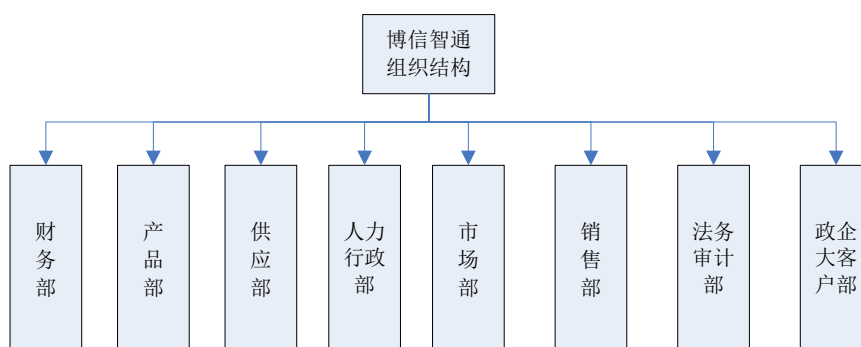 博信智通
组织结构
财
务
部
产
品
部
供
应
部
人力
行政
部
市
场
部
销
售
部
法务
审计
部
政企
大客
户部